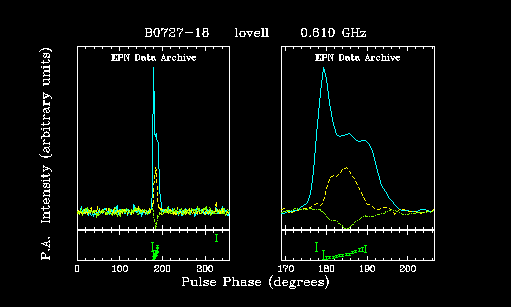 B0727-18 lovell 0.610 GHz
EPN Data Archive EPN Data Archive
Intensity (arbitrary units)
P.A.
0 100 200 300 170 180 190 200
Pulse Phase (degrees)